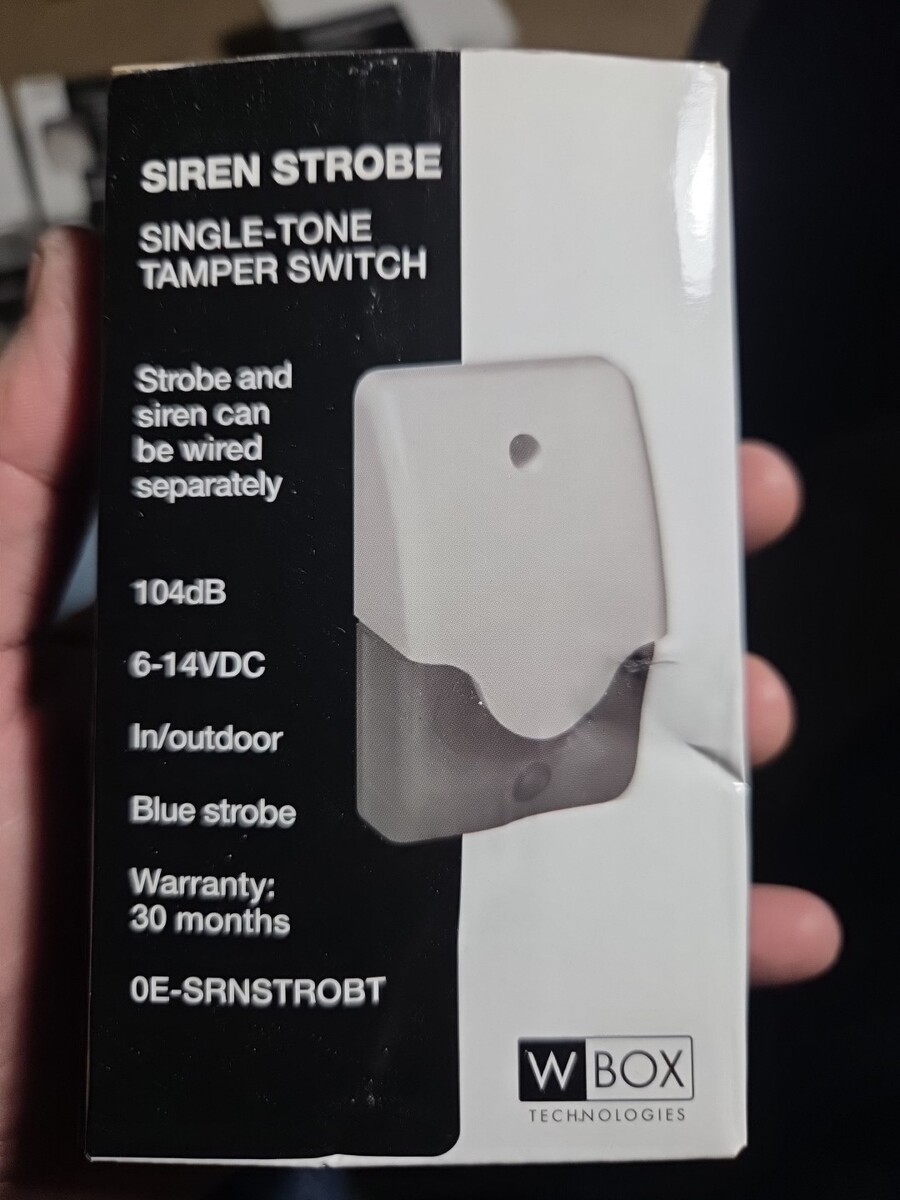 SIREN STROBE
SINGLE-TONE
TAMPER SWITCH
Strobe and
siren can
be wired
separately
104dB
6-14VDC
In/outdoor
Blue strobe
Warranty:
30 months
0E-SRNSTROBT
W BOX
TECHNOLOGIES